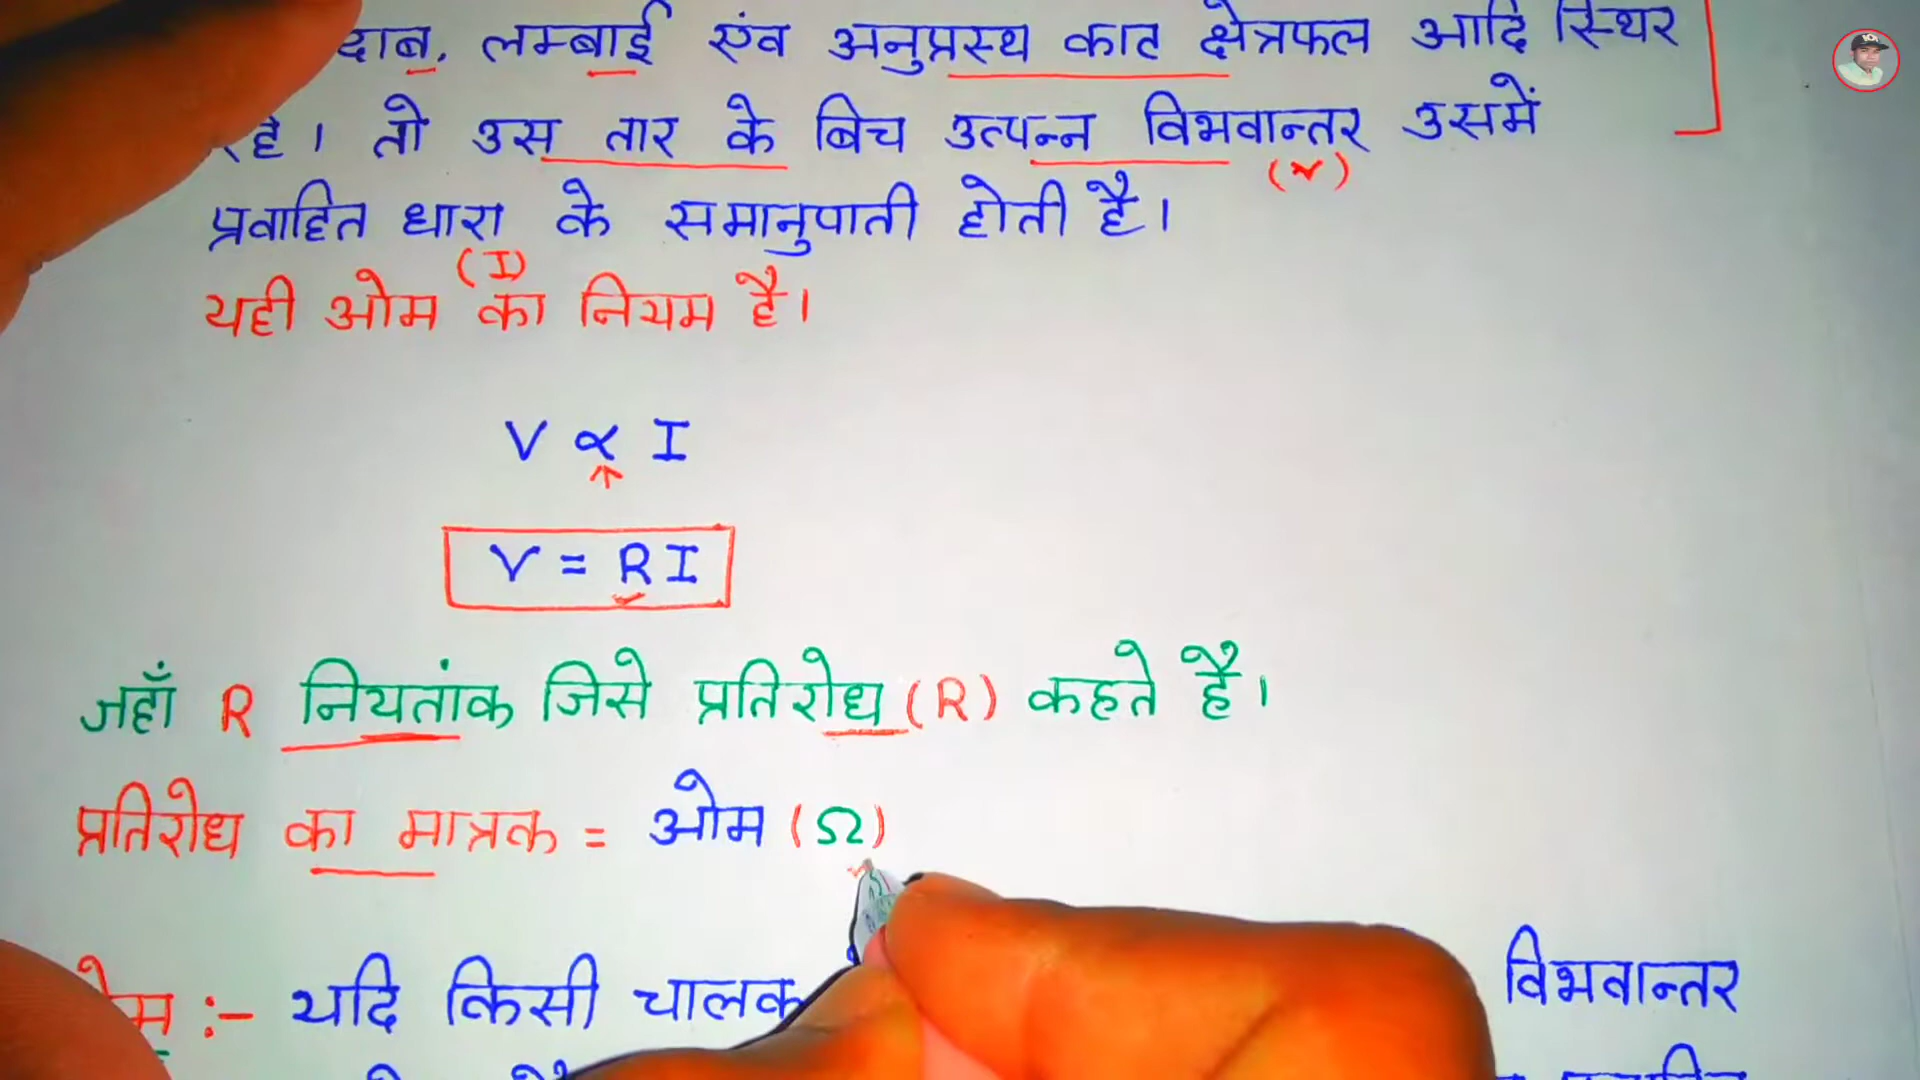 दाब, लम्बाई एंव अनुप्रस्थ काट क्षेत्रफल आदि स्थिर
रहे। तो उस तार के बिच उत्पन्न विभवान्तर उसमें
(V)
प्रवाहित धारा के समानुपाती होती है।
(I)
यही ओम का नियम है।
V ∝ I
V = RI
जहाँ R नियतांक जिसे प्रतिरोध (R) कहते है।
प्रतिरोध का मात्रक = ओम (Ω)
:- यदि किसी चालक विभवान्तर